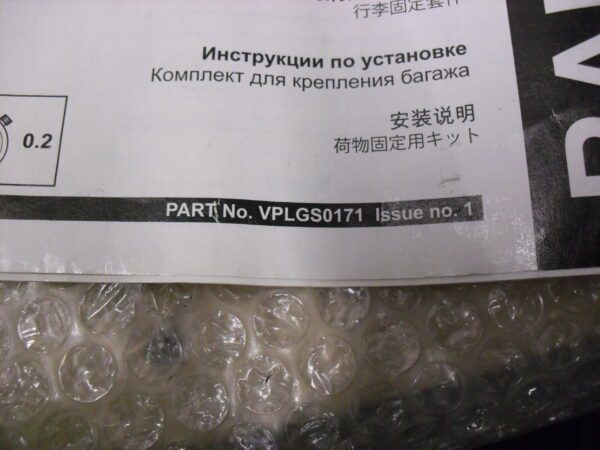 行李固定套件
Инструкции по установке
Комплект для крепления багажа
安装说明
荷物固定用キット
0.2
PART No. VPLGS0171 Issue no. 1